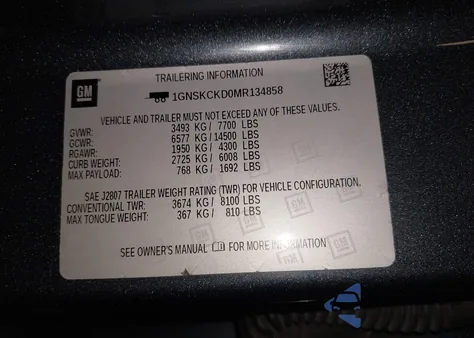 GM
TRAILERING INFORMATION
1GNSKCKD0MR134858
VEHICLE AND TRAILER MUST NOT EXCEED ANY OF THESE VALUES.
GVWR: 3493 KG / 7700 LBS
GCWR: 6577 KG / 14500 LBS
RGAWR: 1950 KG / 4300 LBS
CURB WEIGHT: 2725 KG / 6008 LBS
MAX PAYLOAD: 768 KG / 1692 LBS
SAE J2807 TRAILER WEIGHT RATING (TWR) FOR VEHICLE CONFIGURATION.
CONVENTIONAL TWR: 3674 KG / 8100 LBS
MAX TONGUE WEIGHT: 367 KG / 810 LBS
SEE OWNER'S MANUAL FOR MORE INFORMATION